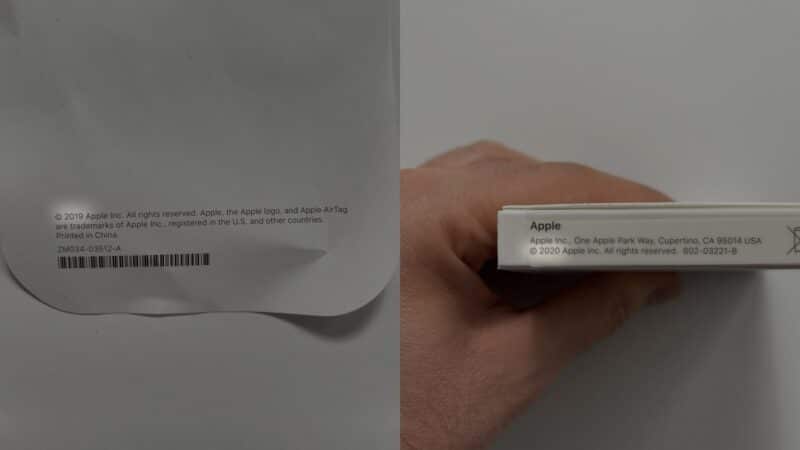 © 2019 Apple Inc. All rights reserved. Apple, the Apple logo, and Apple AirTag
are trademarks of Apple Inc., registered in the U.S. and other countries.
Printed in China.
ZM034-03512-A
Apple
Apple Inc., One Apple Park Way, Cupertino, CA 95014 USA
© 2020 Apple Inc. All rights reserved. 602-03221-B